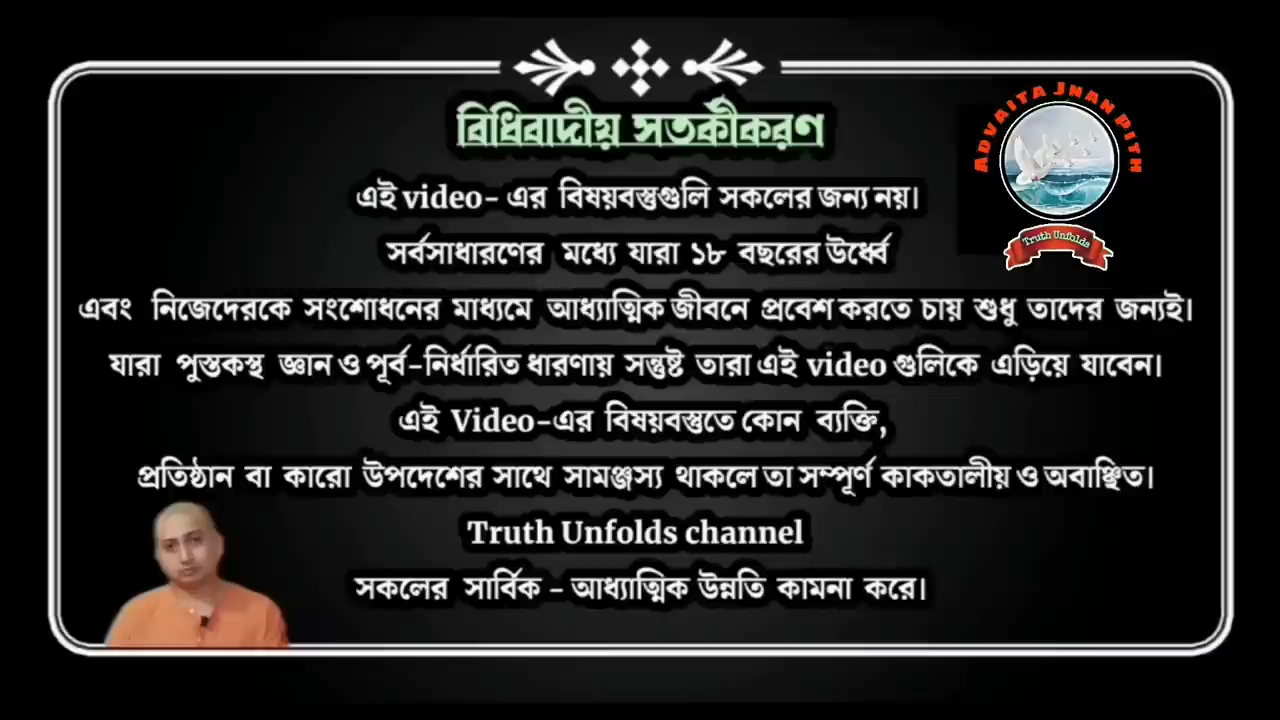 বিধিবাদীয় সতর্কীকরণ
ADVAITA JNAN PITH
Truth Unfolds
এই video- এর বিষয়বস্তুগুলি সকলের জন্য নয়।
সর্বসাধারণের মধ্যে যারা ১৮ বছরের উর্ধ্বে
এবং নিজেদেরকে সংশোধনের মাধ্যমে আধ্যাত্মিক জীবনে প্রবেশ করতে চায় শুধু তাদের জন্যই।
যারা পুস্তকস্থ জ্ঞান ও পূর্ব-নির্ধারিত ধারণায় সন্তুষ্ট তারা এই video গুলিকে এড়িয়ে যাবেন।
এই Video-এর বিষয়বস্তুতে কোন ব্যক্তি,
প্রতিষ্ঠান বা কারো উপদেশের সাথে সামঞ্জস্য থাকলে তা সম্পূর্ণ কাকতালীয় ও অবাঞ্ছিত।
Truth Unfolds channel
সকলের সার্বিক - আধ্যাত্মিক উন্নতি কামনা করে।